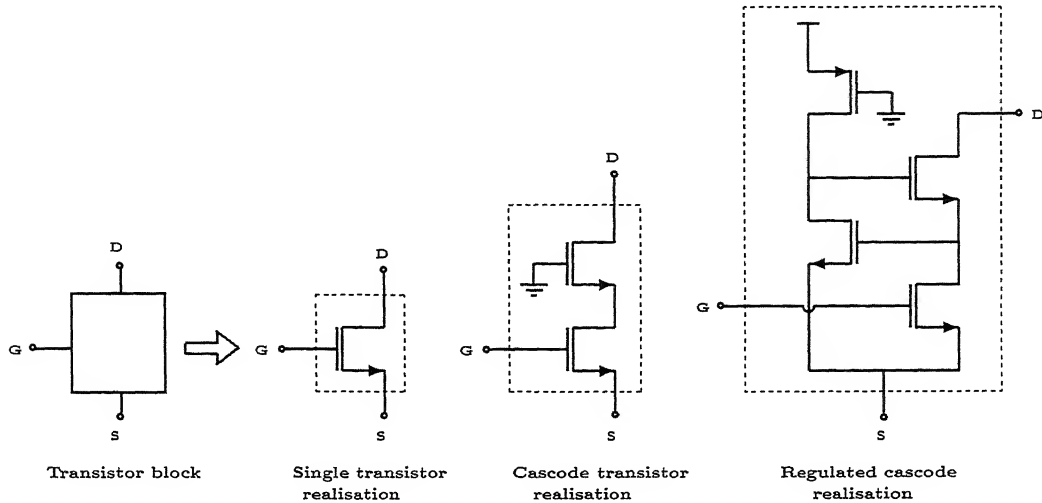 D
G
S
Transistor block
D
G
S
Single transistor
realisation
D
G
S
Cascode transistor
realisation
D
G
S
Regulated cascode
realisation